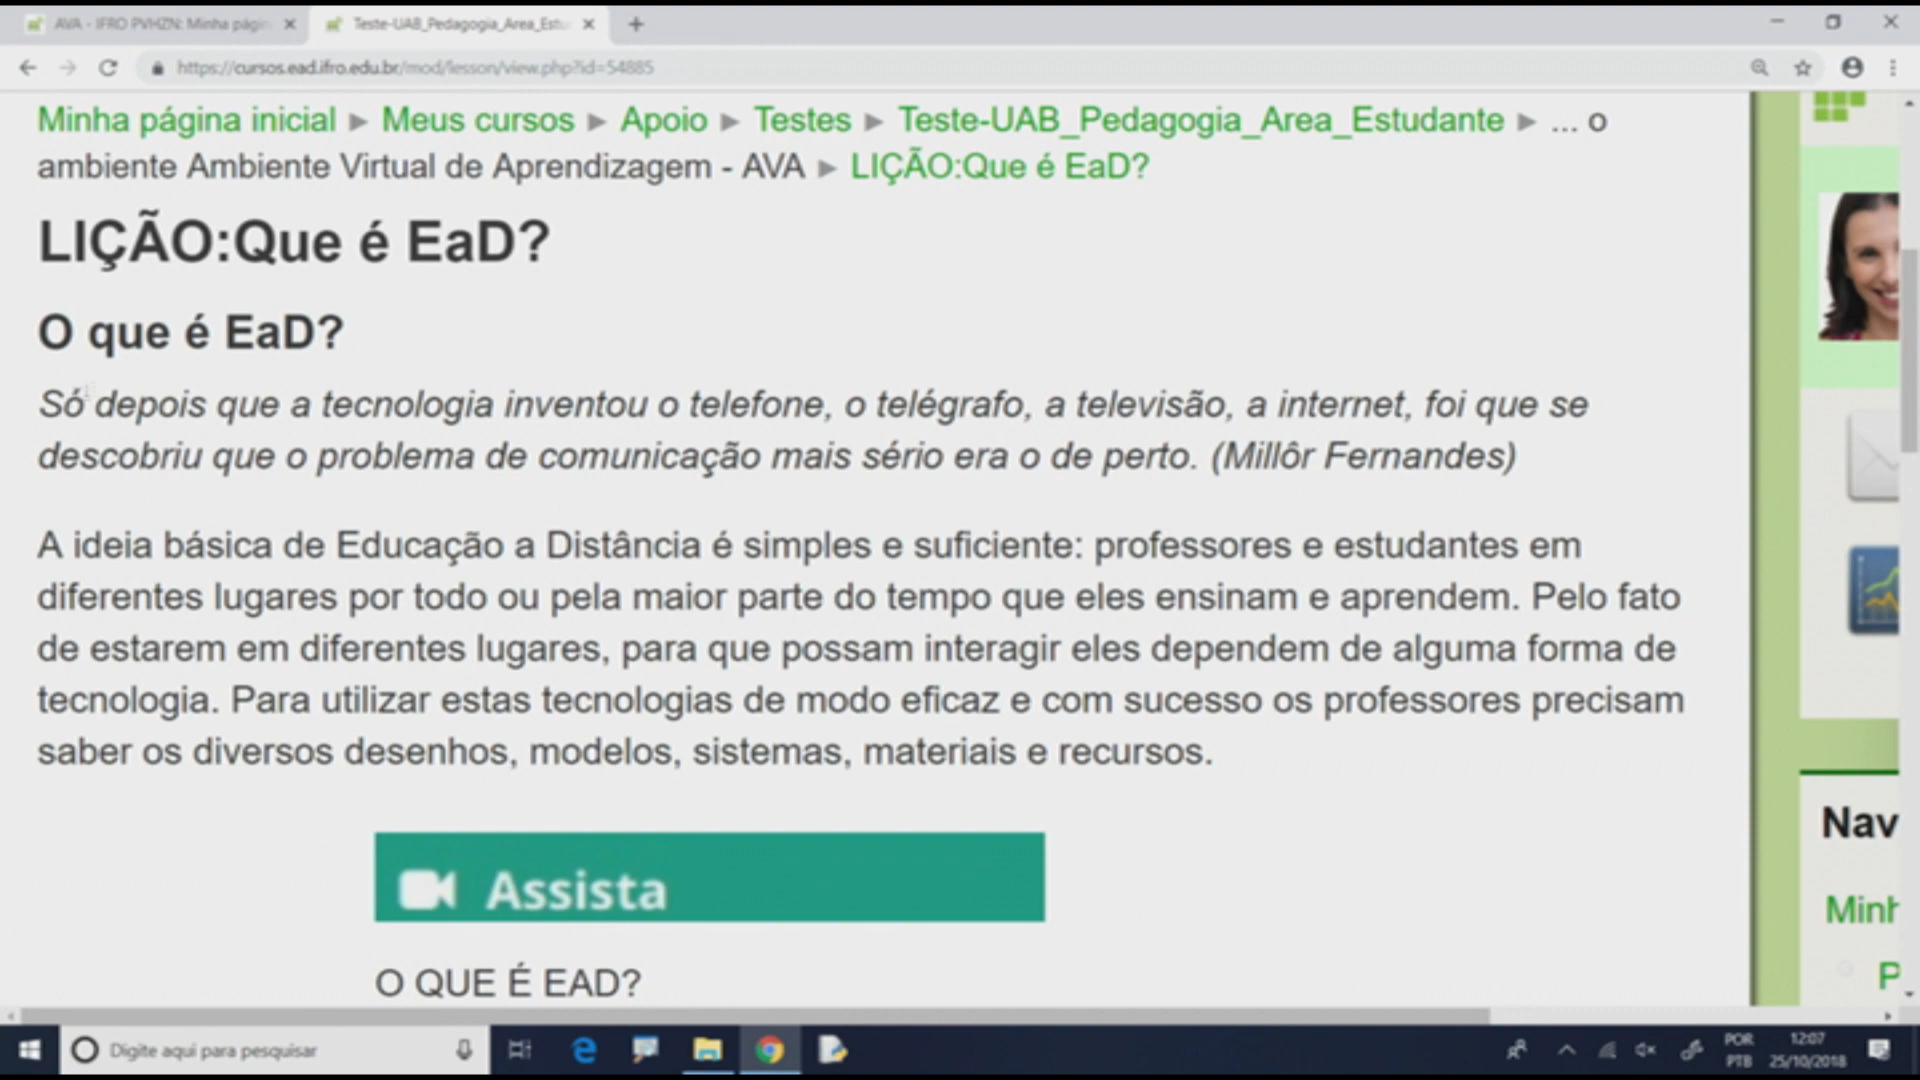 AVA - IFRO PVHZN: Minha págin
Teste-UAB_Pedagogia_Area_Estu
https://cursos.ead.ifro.edu.br/mod/lesson/view.php?id=54885
Minha página inicial ► Meus cursos ► Apoio ► Testes ► Teste-UAB_Pedagogia_Area_Estudante ► ... o
ambiente Ambiente Virtual de Aprendizagem - AVA ► LIÇÃO:Que é EaD?
LIÇÃO:Que é EaD?
O que é EaD?
Só depois que a tecnologia inventou o telefone, o telégrafo, a televisão, a internet, foi que se
descobriu que o problema de comunicação mais sério era o de perto. (Millôr Fernandes)
A ideia básica de Educação a Distância é simples e suficiente: professores e estudantes em
diferentes lugares por todo ou pela maior parte do tempo que eles ensinam e aprendem. Pelo fato
de estarem em diferentes lugares, para que possam interagir eles dependem de alguma forma de
tecnologia. Para utilizar estas tecnologias de modo eficaz e com sucesso os professores precisam
saber os diversos desenhos, modelos, sistemas, materiais e recursos.
Assista
O QUE É EAD?
Nav
Minh
P
Digite aqui para pesquisar
POR
PTB
12:07
25/10/2018